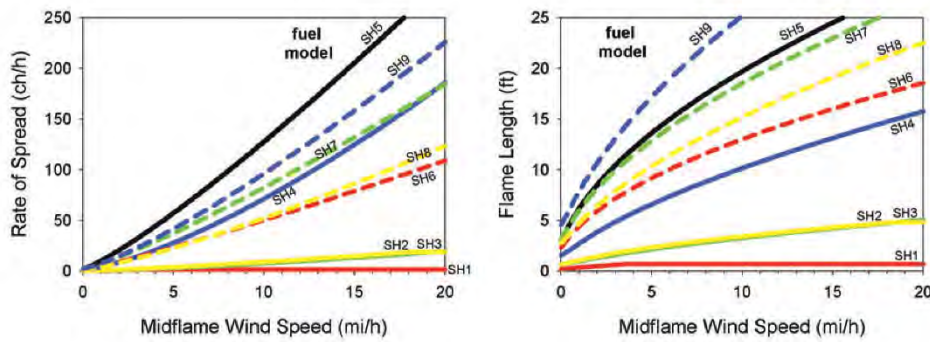 250
200
150
100
50
0
Rate of Spread (ch/h)
fuel
model
SH5
SH9
SH7
SH4
SH8
SH6
SH2 SH3
SH1
0 5 10 15 20
Midflame Wind Speed (mi/h)
25
20
15
10
5
0
Flame Length (ft)
fuel
model
SH9
SH5
SH7
SH8
SH6
SH4
SH2 SH3
SH1
0 5 10 15 20
Midflame Wind Speed (mi/h)